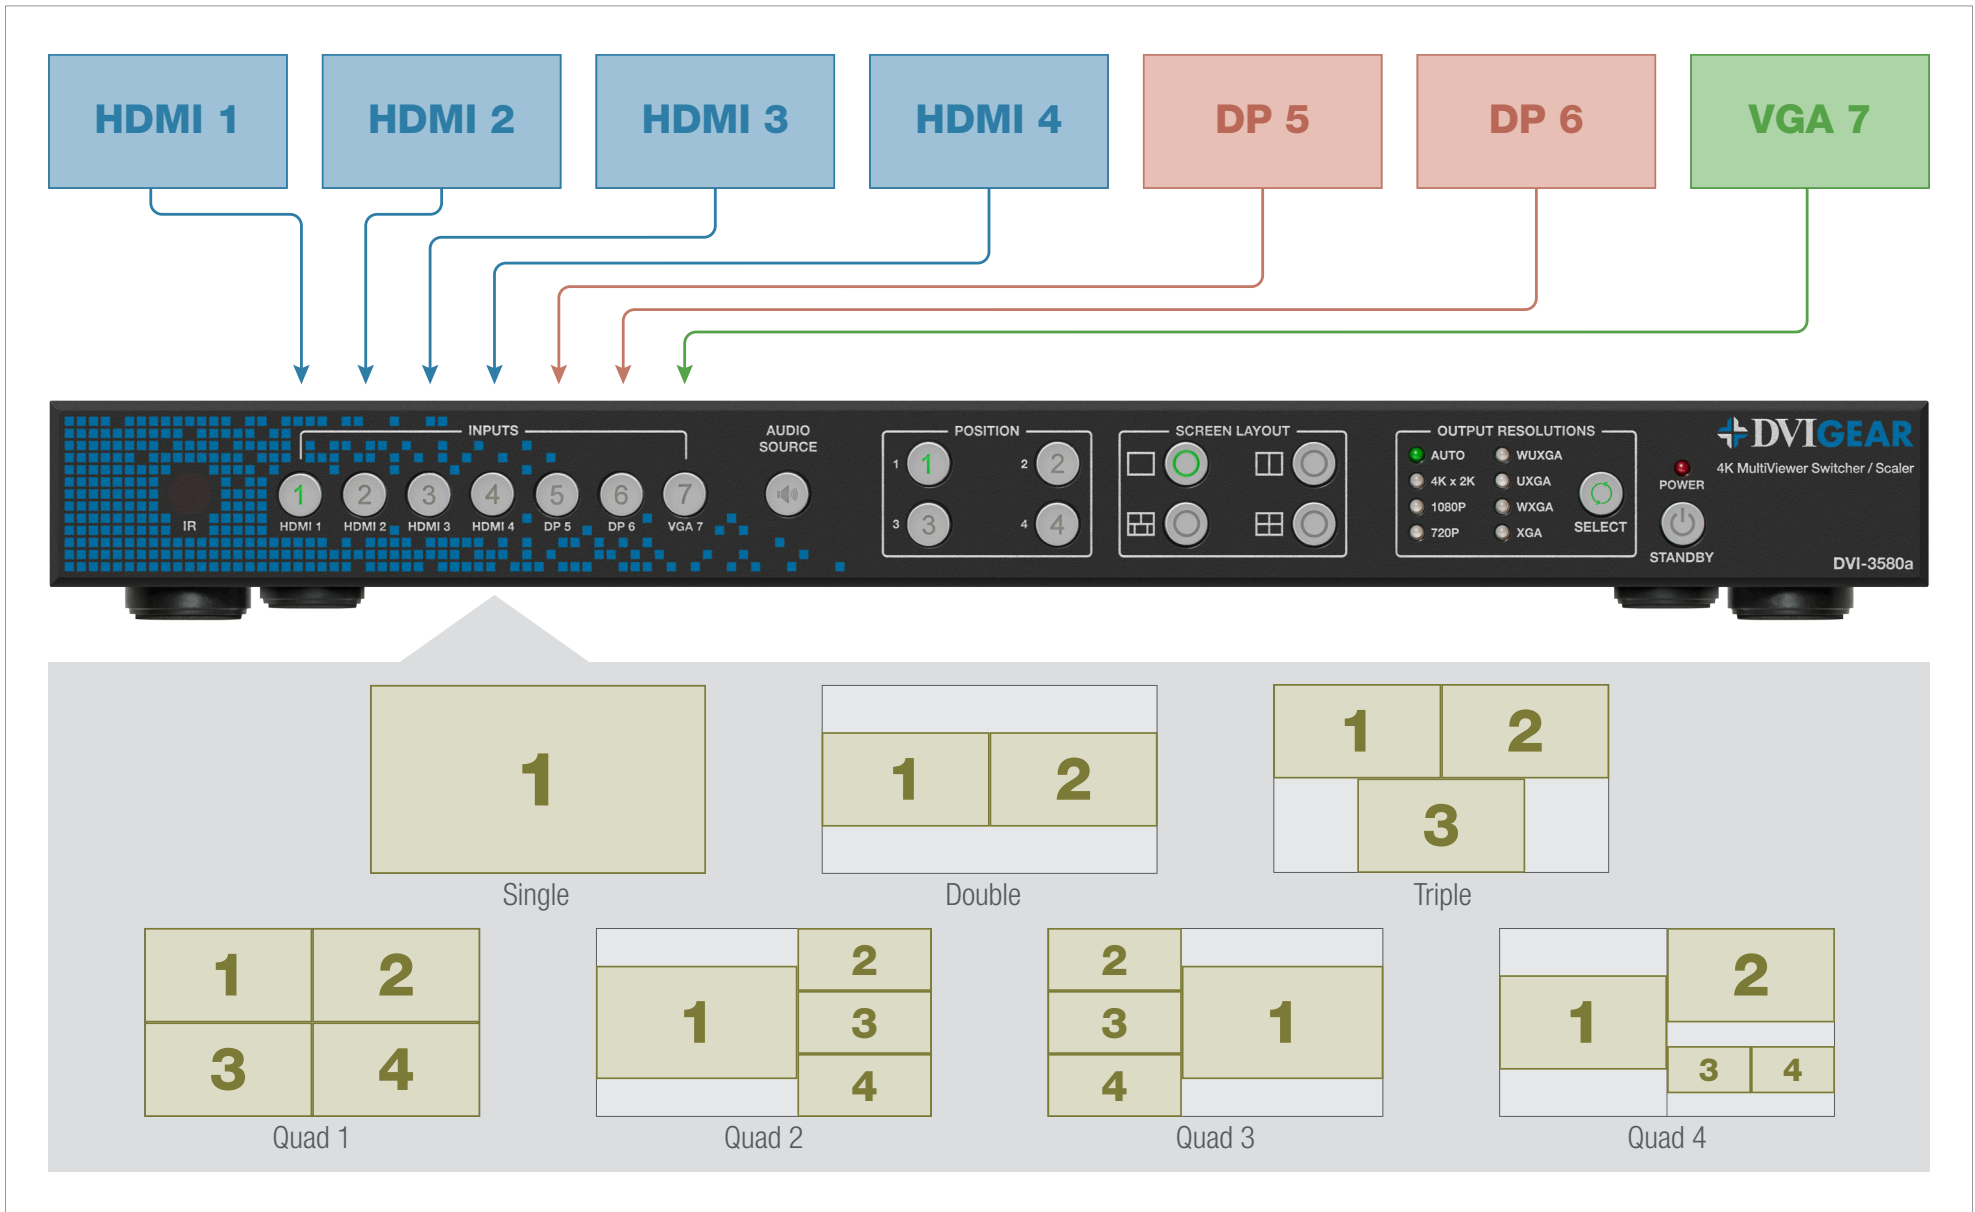 HDMI 1 HDMI 2 HDMI 3 HDMI 4 DP 5 DP 6 VGA 7
INPUTS
AUDIO
SOURCE
POSITION
SCREEN LAYOUT
OUTPUT RESOLUTIONS
DVIGEAR
4K MultiViewer Switcher / Scaler
IR
1 2 3 4 5 6 7
HDMI 1 HDMI 2 HDMI 3 HDMI 4 DP 5 DP 6 VGA 7
1 1 2 2
3 3 4 4
AUTO WUXGA
4K x 2K UXGA
1080P WXGA
720P XGA
SELECT
POWER
STANDBY
DVI-3580a
1
Single
1 2
Double
1 2
3
Triple
1 2
3 4
Quad 1
1 2
3
4
Quad 2
2
3 1
4
Quad 3
1 2
3 4
Quad 4